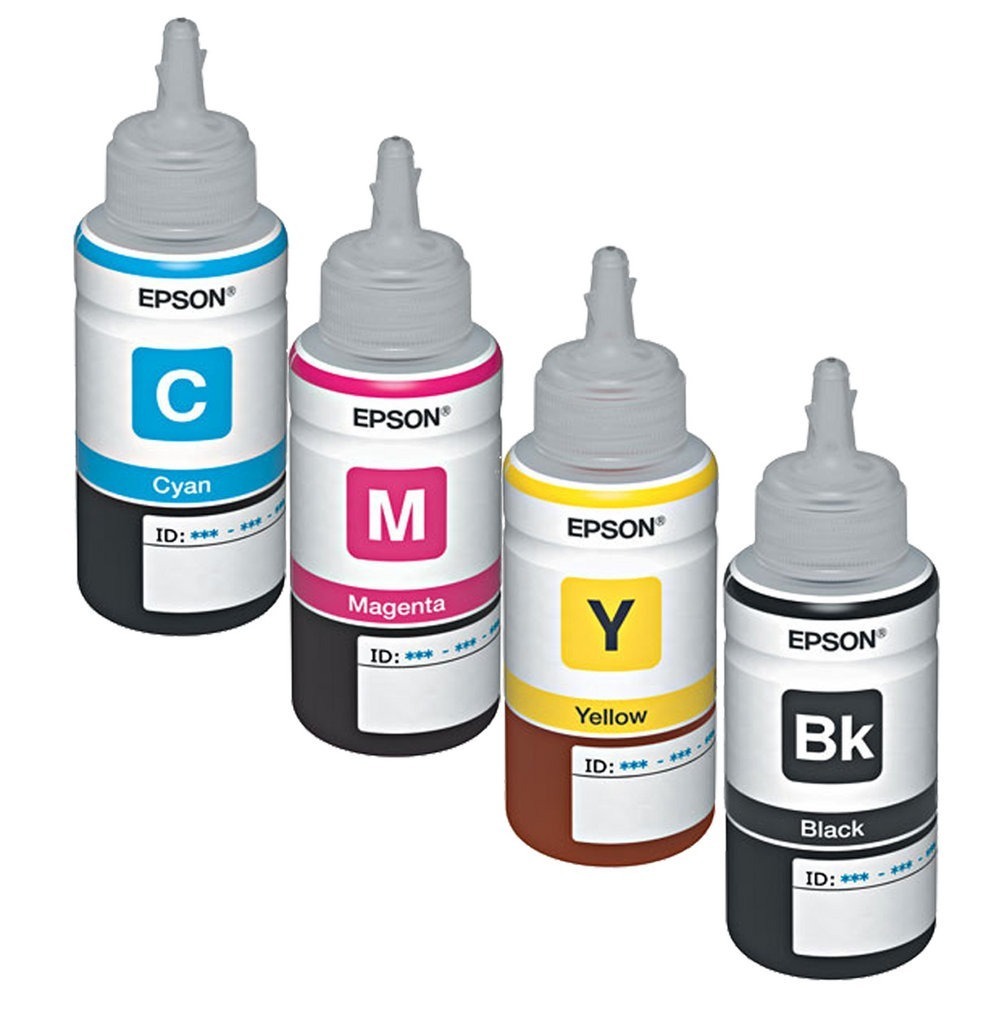 EPSON®
C
Cyan
ID: *** - *** - **
EPSON®
M
Magenta
ID: *** - *** - **
EPSON®
Y
Yellow
ID: *** - *** - **
EPSON®
Bk
Black
ID: *** - *** - **